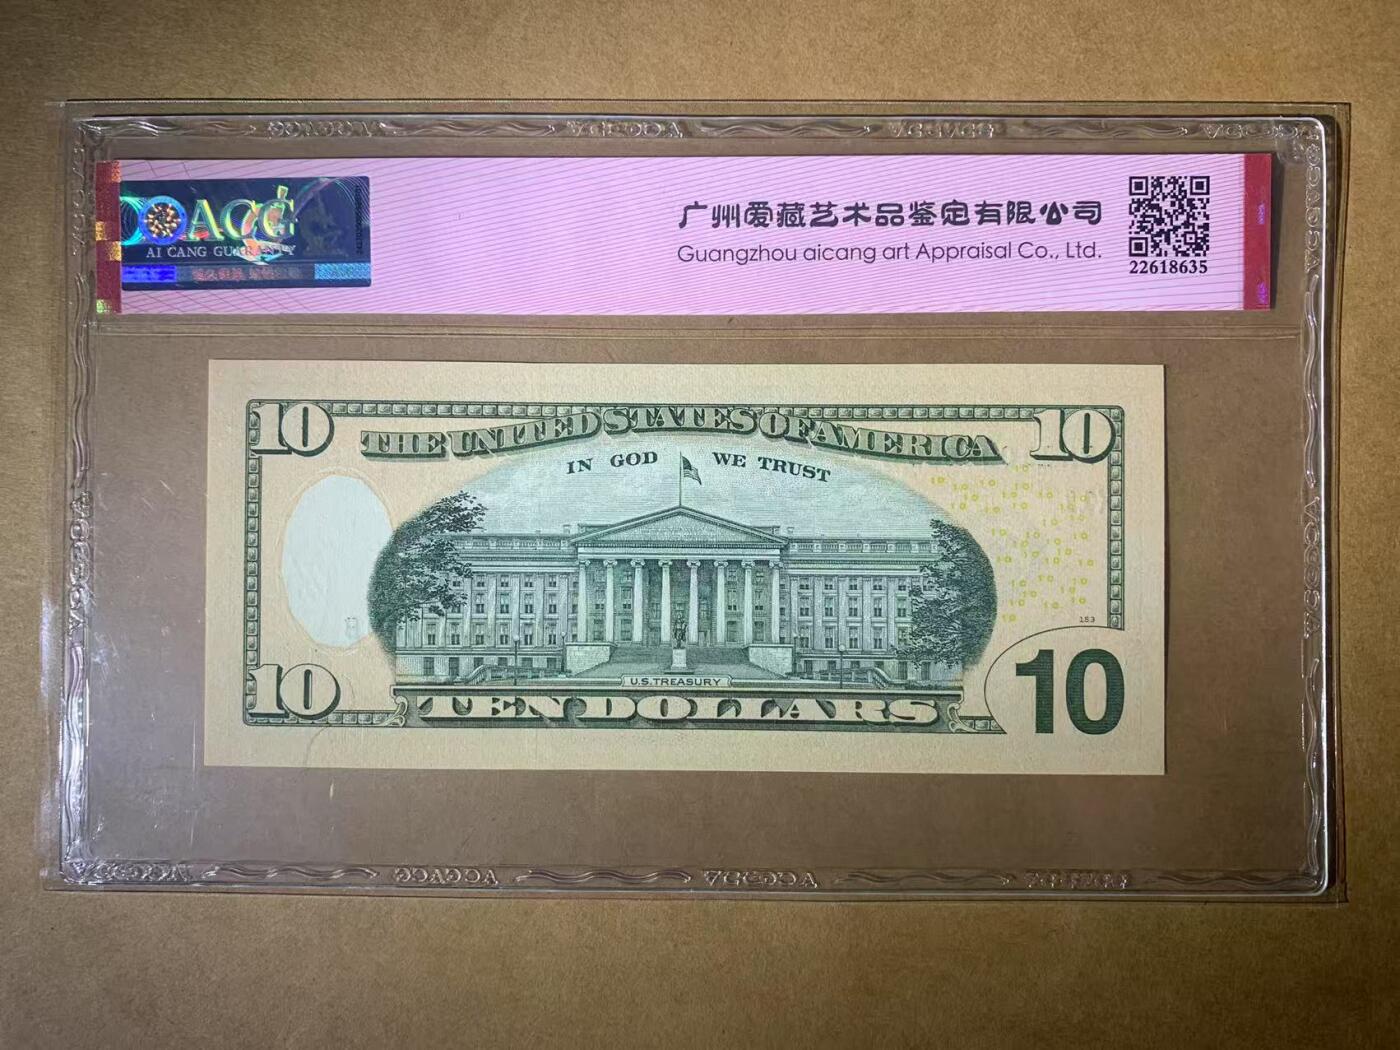 ACG
AI CANG GUARANTY
广州爱藏艺术品鉴定有限公司
Guangzhou aicang art Appraisal Co., Ltd.
22618635
10
THE UNITED STATES OF AMERICA
10
IN GOD WE TRUST
153
U.S. TREASURY
10
TEN DOLLARS
10